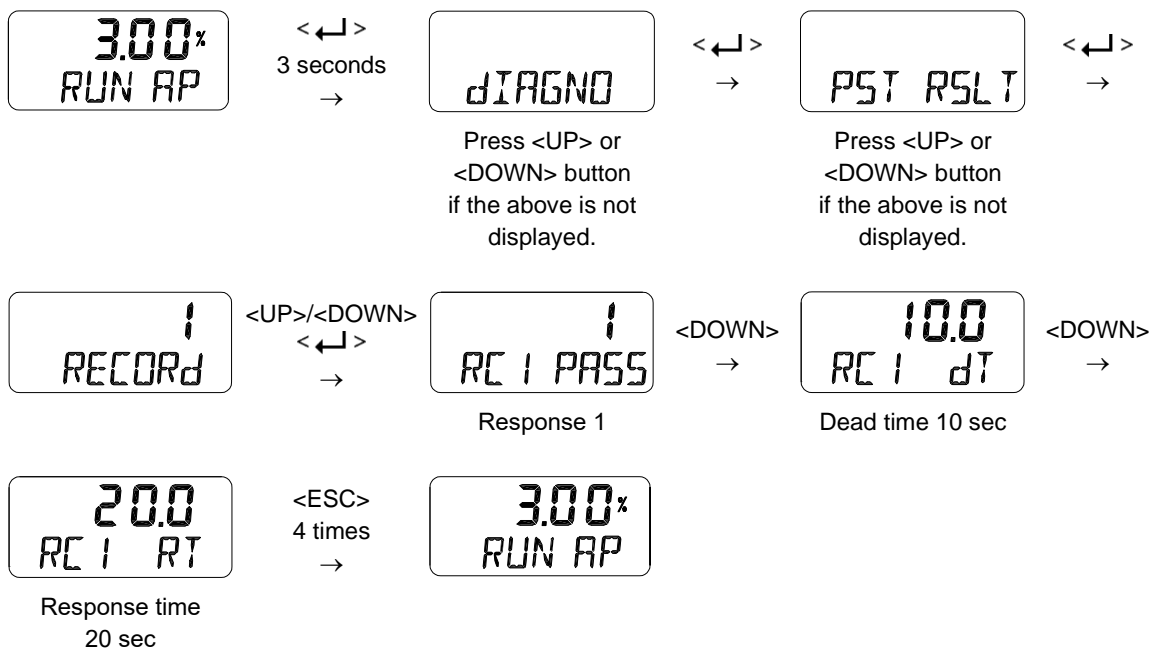 3.00%
RUN AP
< ↵ >
3 seconds
→
dIAGNO
Press <UP> or
<DOWN> button
if the above is not
displayed.
< ↵ >
→
PST RSLT
Press <UP> or
<DOWN> button
if the above is not
displayed.
< ↵ >
→
1
RECORd
<UP>/<DOWN>
< ↵ >
→
1
RC1 PASS
Response 1
<DOWN>
→
10.0
RC1 dT
Dead time 10 sec
<DOWN>
→
20.0
RC1 RT
Response time
20 sec
<ESC>
4 times
→
3.00%
RUN AP